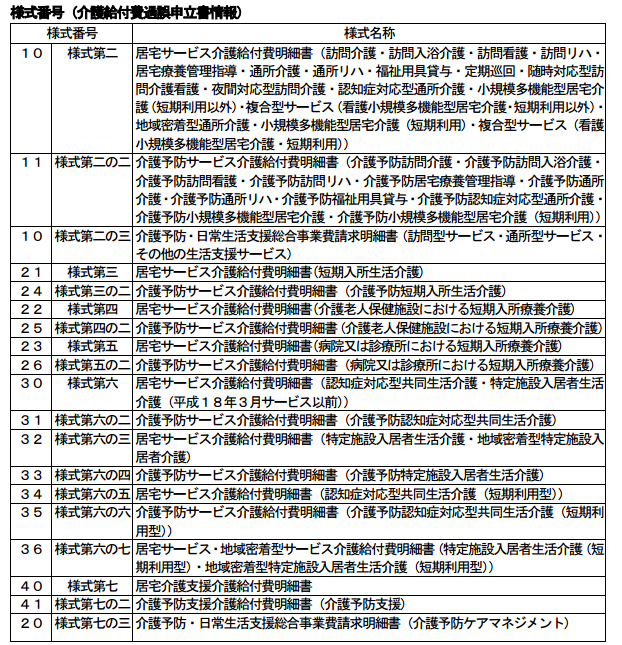 様式番号（介護給付費過誤申立書情報）
様式番号 様式名称
１０ 様式第二 居宅サービス介護給付費明細書（訪問介護・訪問入浴介護・訪問看護・訪問リハ・
居宅療養管理指導・通所介護・通所リハ・福祉用具貸与・定期巡回・随時対応型訪
問介護看護・夜間対応型訪問介護・認知症対応型通所介護・小規模多機能型居宅介
護（短期利用以外）・複合型サービス（看護小規模多機能型居宅介護・短期利用以外）・
地域密着型通所介護・小規模多機能型居宅介護（短期利用）・複合型サービス（看護
小規模多機能型居宅介護・短期利用））
１１ 様式第二の二 介護予防サービス介護給付費明細書（介護予防訪問介護・介護予防訪問入浴介護・
介護予防訪問看護・介護予防訪問リハ・介護予防居宅療養管理指導・介護予防通所
介護・介護予防通所リハ・介護予防福祉用具貸与・介護予防認知症対応型通所介護・
介護予防小規模多機能型居宅介護・介護予防小規模多機能型居宅介護（短期利用））
１０ 様式第二の三 介護予防・日常生活支援総合事業費請求明細書（訪問型サービス・通所型サービス・
その他の生活支援サービス）
２１ 様式第三 居宅サービス介護給付費明細書（短期入所生活介護）
２４ 様式第三の二 介護予防サービス介護給付費明細書（介護予防短期入所生活介護）
２２ 様式第四 居宅サービス介護給付費明細書（介護老人保健施設における短期入所療養介護）
２５ 様式第四の二 介護予防サービス介護給付費明細書（介護老人保健施設における短期入所療養介護）
２３ 様式第五 居宅サービス介護給付費明細書（病院又は診療所における短期入所療養介護）
２６ 様式第五の二 介護予防サービス介護給付費明細書（病院又は診療所における短期入所療養介護）
３０ 様式第六 居宅サービス介護給付費明細書（認知症対応型共同生活介護・特定施設入居者生活
介護（平成１８年３月サービス以前））
３１ 様式第六の二 介護予防サービス介護給付費明細書（介護予防認知症対応型共同生活介護）
３２ 様式第六の三 居宅サービス介護給付費明細書（特定施設入居者生活介護・地域密着型特定施設入
居者介護）
３３ 様式第六の四 介護予防サービス介護給付費明細書（介護予防特定施設入居者生活介護）
３４ 様式第六の五 居宅サービス介護給付費明細書（認知症対応型共同生活介護（短期利用型））
３５ 様式第六の六 介護予防サービス介護給付費明細書（介護予防認知症対応型共同生活介護（短期利
用型））
３６ 様式第六の七 居宅サービス・地域密着型サービス介護給付費明細書（特定施設入居者生活介護（短
期利用型）・地域密着型特定施設入居者生活介護（短期利用型））
４０ 様式第七 居宅介護支援介護給付費明細書
４１ 様式第七の二 介護予防支援介護給付費明細書（介護予防支援）
２０ 様式第七の三 介護予防・日常生活支援総合事業費請求明細書（介護予防ケアマネジメント）